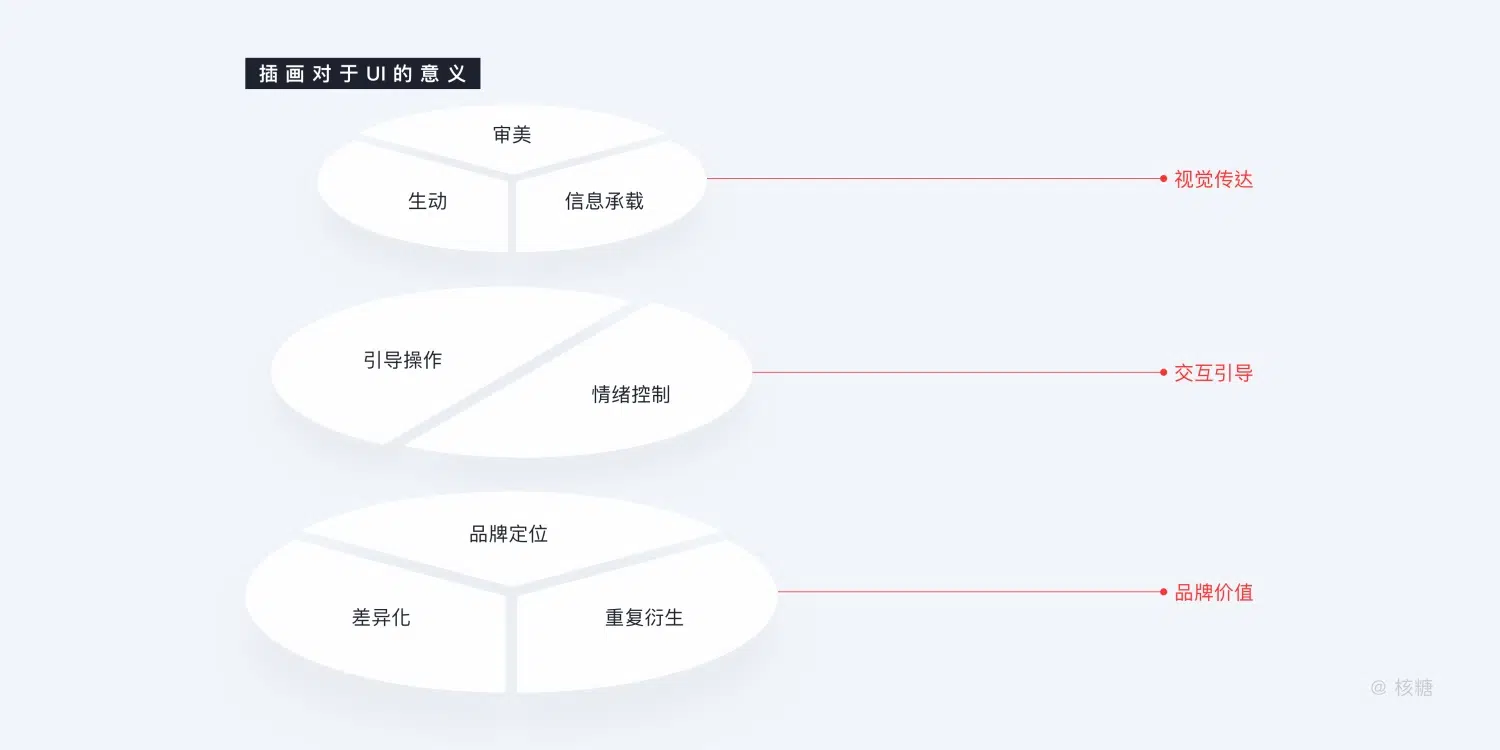 插画对于UI的意义
审美
生动
信息承载
视觉传达
引导操作
情绪控制
交互引导
品牌定位
差异化
重复衍生
品牌价值
@ 核糖